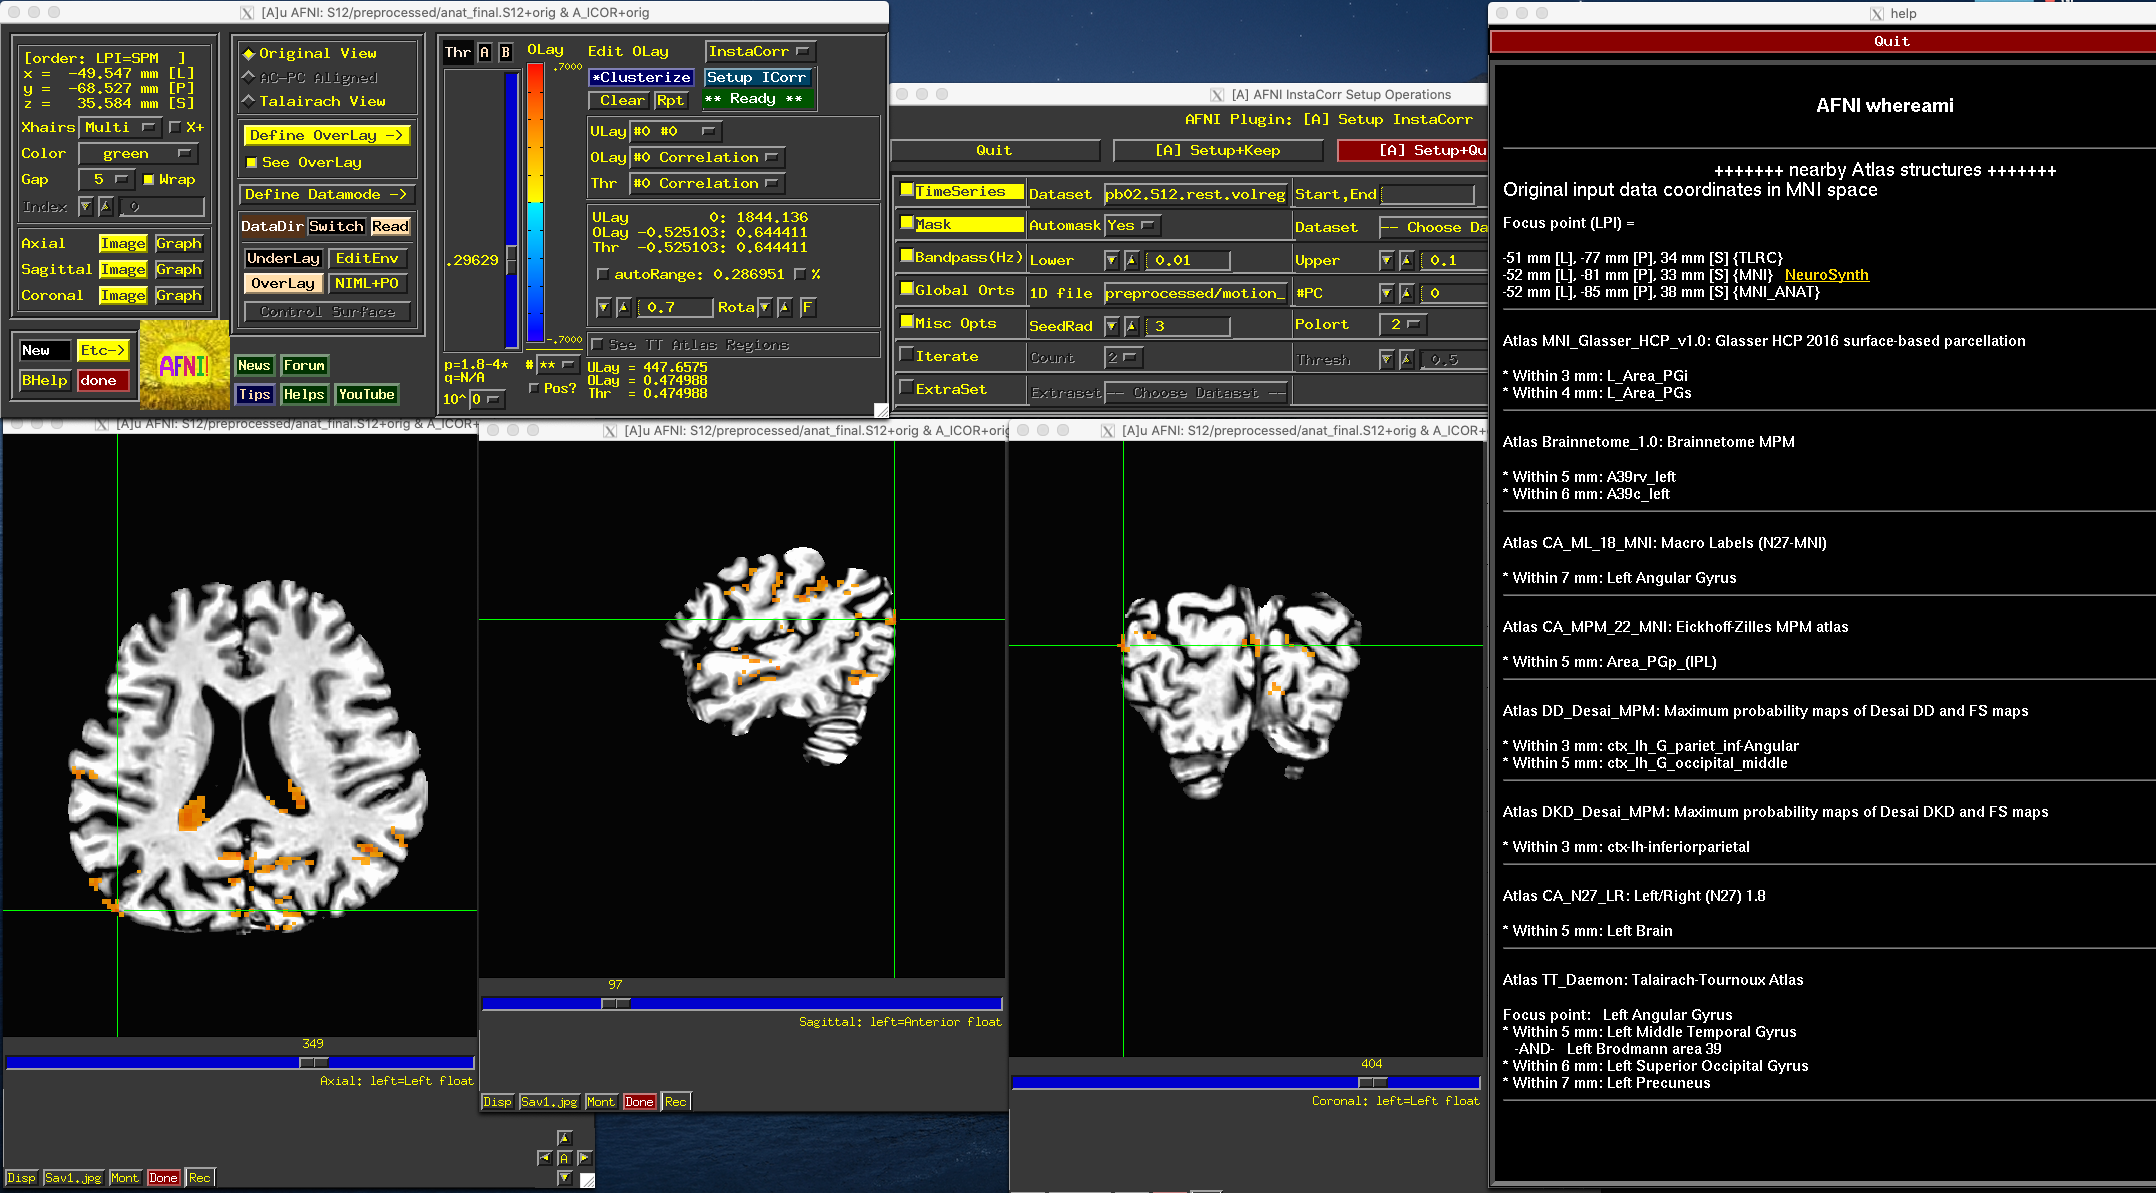 [A]u AFNI: S12/preprocessed/anat_final.S12+orig & A_ICOR+orig
[order: LPI=SPM ]
x = -49.547 mm [L]
y = -68.527 mm [P]
z = 35.584 mm [S]
Xhairs Multi X+
Color green
Gap 5 Wrap
Index 0
Axial Image Graph
Sagittal Image Graph
Coronal Image Graph
New Etc->
BHelp done
AFNI!
Original View
AC-PC Aligned
Talairach View
Define OverLay ->
See OverLay
Define Datamode ->
DataDir Switch Read
UnderLay EditEnv
OverLay NIML+PO
Control Surface
News Forum
Tips Helps YouTube
Thr A B OLay
.7000
.29629
-.7000
p=1.8-4*
q=N/A
10^ 0
# **
Pos?
Edit OLay InstaCorr
*Clusterize Setup ICorr
Clear Rpt ** Ready **
ULay #0 #0
OLay #0 Correlation
Thr #0 Correlation
ULay 0: 1844.136
OLay -0.525103: 0.644411
Thr -0.525103: 0.644411
autoRange: 0.286951 %
0.7 Rota F
See TT Atlas Regions
ULay = 447.6575
OLay = 0.474988
Thr = 0.474988
[A] AFNI InstaCorr Setup Operations
AFNI Plugin: [A] Setup InstaCorr
Quit [A] Setup+Keep [A] Setup+Qu
TimeSeries Dataset pb02.S12.rest.volreg Start,End
Mask Automask Yes Dataset -- Choose Da
Bandpass(Hz) Lower 0.01 Upper 0.1
Global Orts 1D file preprocessed/motion_ #PC 0
Misc Opts SeedRad 3 Polort 2
Iterate Count 2 Thresh 0.5
ExtraSet Extraset -- Choose Dataset --
[A]u AFNI: S12/preprocessed/anat_final.S12+orig & A_ICOR+
349
Axial: left=Left float
Disp Sav1.jpg Mont Done Rec
A
[A]u AFNI: S12/preprocessed/anat_final.S12+orig & A_ICOR+orig
97
Sagittal: left=Anterior float
Disp Sav1.jpg Mont Done Rec
[A]u AFNI: S12/preprocessed/anat_final.S12+orig & A_ICOR+
404
Coronal: left=Left float
help
Quit
AFNI whereami
+++++++ nearby Atlas structures +++++++
Original input data coordinates in MNI space
Focus point (LPI) =
-51 mm [L], -77 mm [P], 34 mm [S] {TLRC}
-52 mm [L], -81 mm [P], 33 mm [S] {MNI} NeuroSynth
-52 mm [L], -85 mm [P], 38 mm [S] {MNI_ANAT}
Atlas MNI_Glasser_HCP_v1.0: Glasser HCP 2016 surface-based parcellation
* Within 3 mm: L_Area_PGi
* Within 4 mm: L_Area_PGs
Atlas Brainnetome_1.0: Brainnetome MPM
* Within 5 mm: A39rv_left
* Within 6 mm: A39c_left
Atlas CA_ML_18_MNI: Macro Labels (N27-MNI)
* Within 7 mm: Left Angular Gyrus
Atlas CA_MPM_22_MNI: Eickhoff-Zilles MPM atlas
* Within 5 mm: Area_PGp_(IPL)
Atlas DD_Desai_MPM: Maximum probability maps of Desai DD and FS maps
* Within 3 mm: ctx_lh_G_pariet_inf-Angular
* Within 5 mm: ctx_lh_G_occipital_middle
Atlas DKD_Desai_MPM: Maximum probability maps of Desai DKD and FS maps
* Within 3 mm: ctx-lh-inferiorparietal
Atlas CA_N27_LR: Left/Right (N27) 1.8
* Within 5 mm: Left Brain
Atlas TT_Daemon: Talairach-Tournoux Atlas
Focus point: Left Angular Gyrus
* Within 5 mm: Left Middle Temporal Gyrus
-AND- Left Brodmann area 39
* Within 6 mm: Left Superior Occipital Gyrus
* Within 7 mm: Left Precuneus